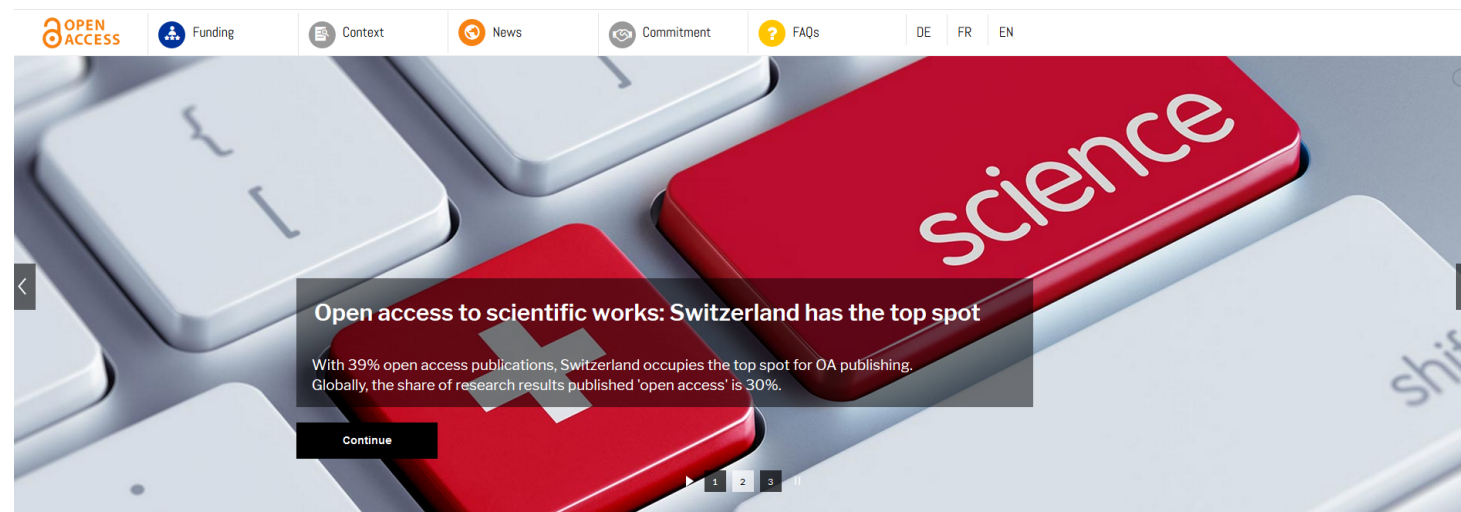 OPEN
ACCESS
Funding
Context
News
Commitment
FAQs
DE
FR
EN
{
[
]
science
shif
Open access to scientific works: Switzerland has the top spot
With 39% open access publications, Switzerland occupies the top spot for OA publishing.
Globally, the share of research results published 'open access' is 30%.
Continue
1
2
3